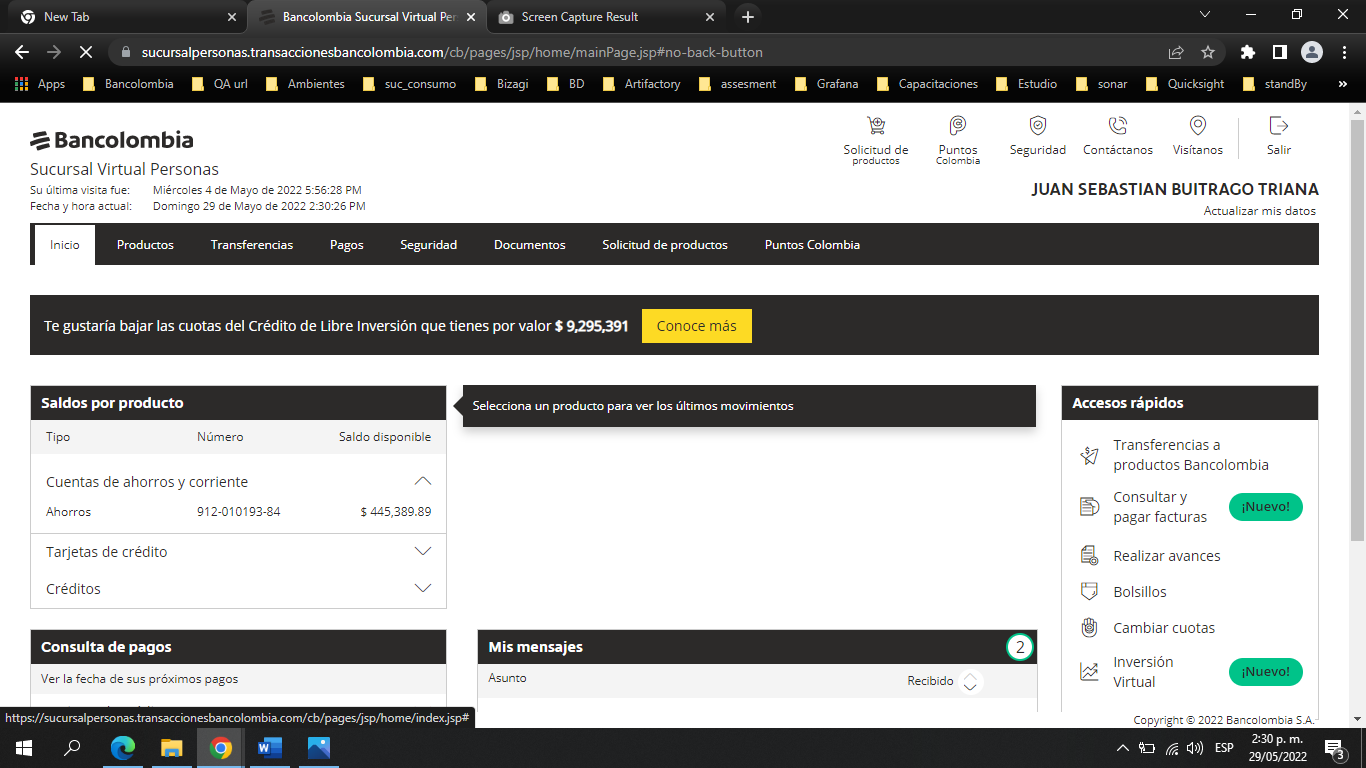 New Tab
Bancolombia Sucursal Virtual Per
Screen Capture Result
sucursalpersonas.transaccionesbancolombia.com/cb/pages/jsp/home/mainPage.jsp#no-back-button
Apps Bancolombia QA url Ambientes suc_consumo Bizagi BD Artifactory assesment Grafana Capacitaciones Estudio sonar Quicksight standBy »
Bancolombia
Sucursal Virtual Personas
Su última visita fue: Miércoles 4 de Mayo de 2022 5:56:28 PM
Fecha y hora actual: Domingo 29 de Mayo de 2022 2:30:26 PM
Solicitud de
productos
Puntos
Colombia
Seguridad
Contáctanos
Visítanos
Salir
JUAN SEBASTIAN BUITRAGO TRIANA
Actualizar mis datos
Inicio Productos Transferencias Pagos Seguridad Documentos Solicitud de productos Puntos Colombia
Te gustaría bajar las cuotas del Crédito de Libre Inversión que tienes por valor $ 9,295,391 Conoce más
Saldos por producto
Tipo Número Saldo disponible
Cuentas de ahorros y corriente
Ahorros 912-010193-84 $ 445,389.89
Tarjetas de crédito
Créditos
Selecciona un producto para ver los últimos movimientos
Accesos rápidos
Transferencias a
productos Bancolombia
Consultar y
pagar facturas
¡Nuevo!
Realizar avances
Bolsillos
Cambiar cuotas
Inversión
Virtual
¡Nuevo!
Consulta de pagos
Ver la fecha de sus próximos pagos
Mis mensajes 2
Asunto Recibido
https://sucursalpersonas.transaccionesbancolombia.com/cb/pages/jsp/home/index.jsp#
Copyright © 2022 Bancolombia S.A.
ESP
2:30 p. m.
29/05/2022
3